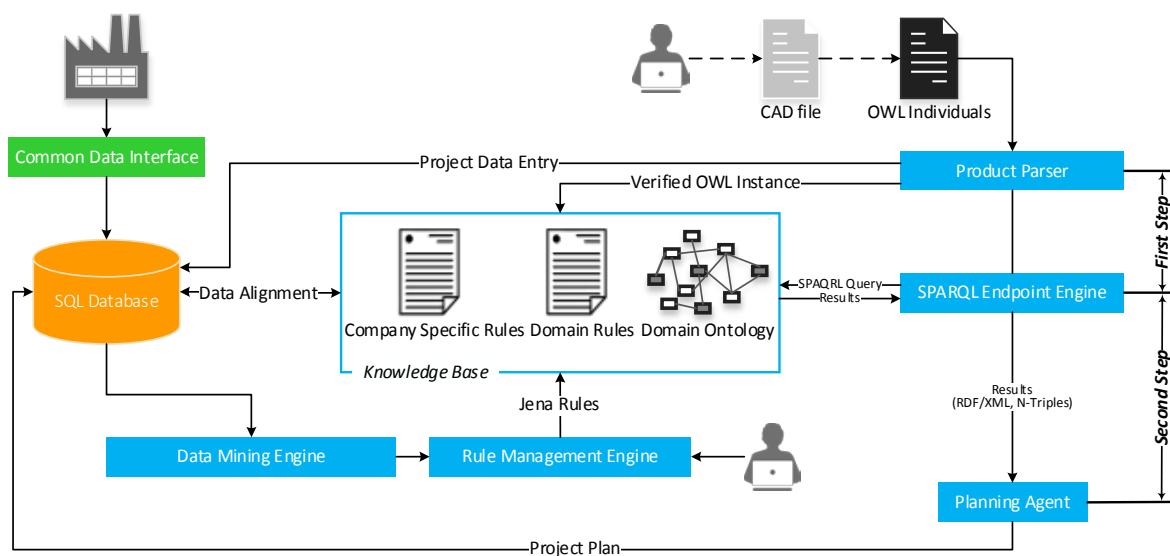 CAD file
OWL Individuals
Common Data Interface
Project Data Entry
Product Parser
Verified OWL Instance
First Step
SQL Database
Data Alignment
Company Specific Rules
Domain Rules
Domain Ontology
Knowledge Base
SPAQRL Query
Results
SPARQL Endpoint Engine
Results
(RDF/XML, N-Triples)
Second Step
Jena Rules
Data Mining Engine
Rule Management Engine
Planning Agent
Project Plan